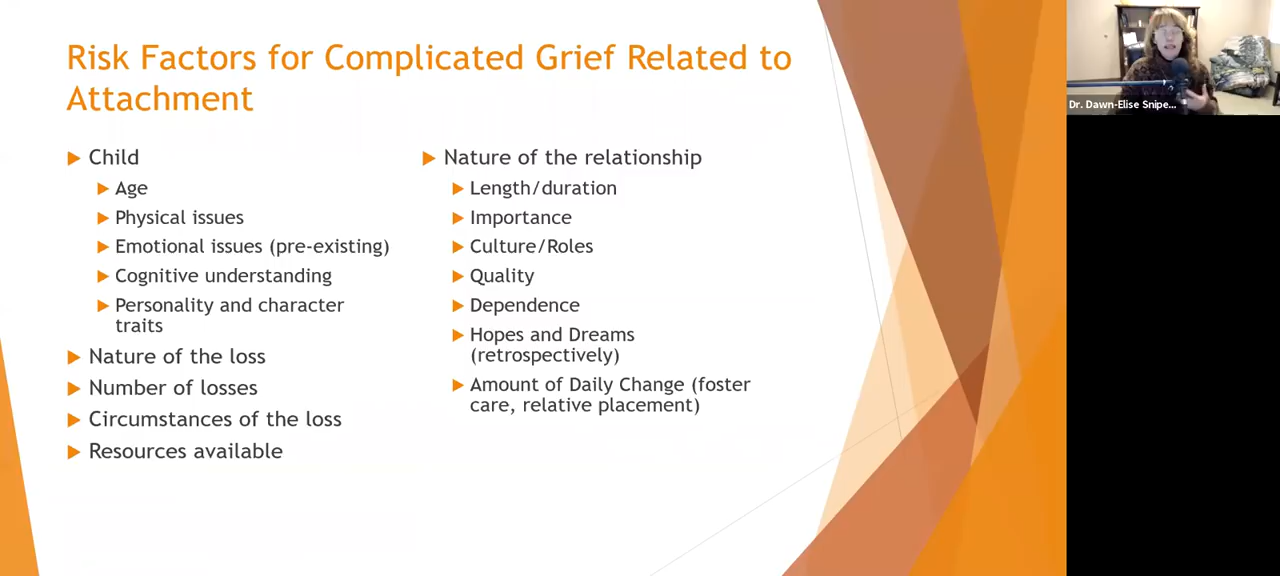 Risk Factors for Complicated Grief Related to
Attachment
Child
Age
Physical issues
Emotional issues (pre-existing)
Cognitive understanding
Personality and character
traits
Nature of the loss
Number of losses
Circumstances of the loss
Resources available
Nature of the relationship
Length/duration
Importance
Culture/Roles
Quality
Dependence
Hopes and Dreams
(retrospectively)
Amount of Daily Change (foster
care, relative placement)
Dr. Dawn-Elise Snipe...